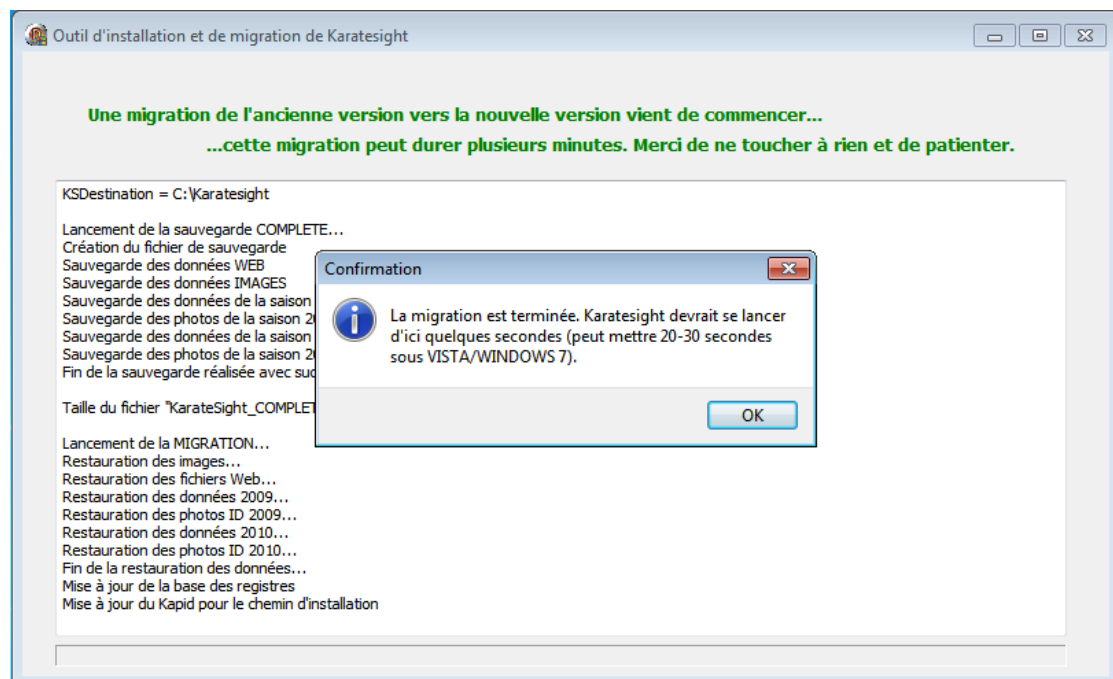 Outil d'installation et de migration de Karatesight
Une migration de l'ancienne version vers la nouvelle version vient de commencer...
...cette migration peut durer plusieurs minutes. Merci de ne toucher à rien et de patienter.
KSDestination = C:\Karatesight
Lancement de la sauvegarde COMPLETE...
Création du fichier de sauvegarde
Sauvegarde des données WEB
Sauvegarde des données IMAGES
Sauvegarde des données de la saison
Sauvegarde des photos de la saison
Sauvegarde des données de la saison
Sauvegarde des photos de la saison
Fin de la sauvegarde réalisée avec
Taille du fichier "KarateSight_COMPLET
Confirmation
La migration est terminée. Karatesight devrait se lancer
d'ici quelques secondes (peut mettre 20-30 secondes
sous VISTA/WINDOWS 7).
OK
Lancement de la MIGRATION...
Restauration des images...
Restauration des fichiers Web...
Restauration des données 2009...
Restauration des photos ID 2009...
Restauration des données 2010...
Restauration des photos ID 2010...
Fin de la restauration des données...
Mise à jour de la base des registres
Mise à jour du Kapid pour le chemin d'installation